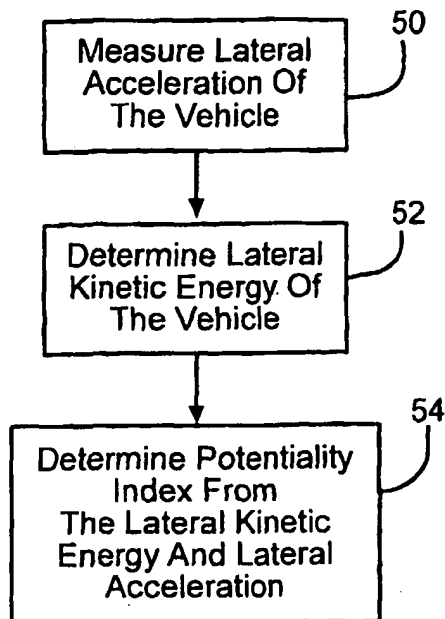 50
Measure Lateral
Acceleration Of
The Vehicle
52
Determine Lateral
Kinetic Energy Of
The Vehicle
54
Determine Potentiality
Index From
The Lateral Kinetic
Energy And Lateral
Acceleration